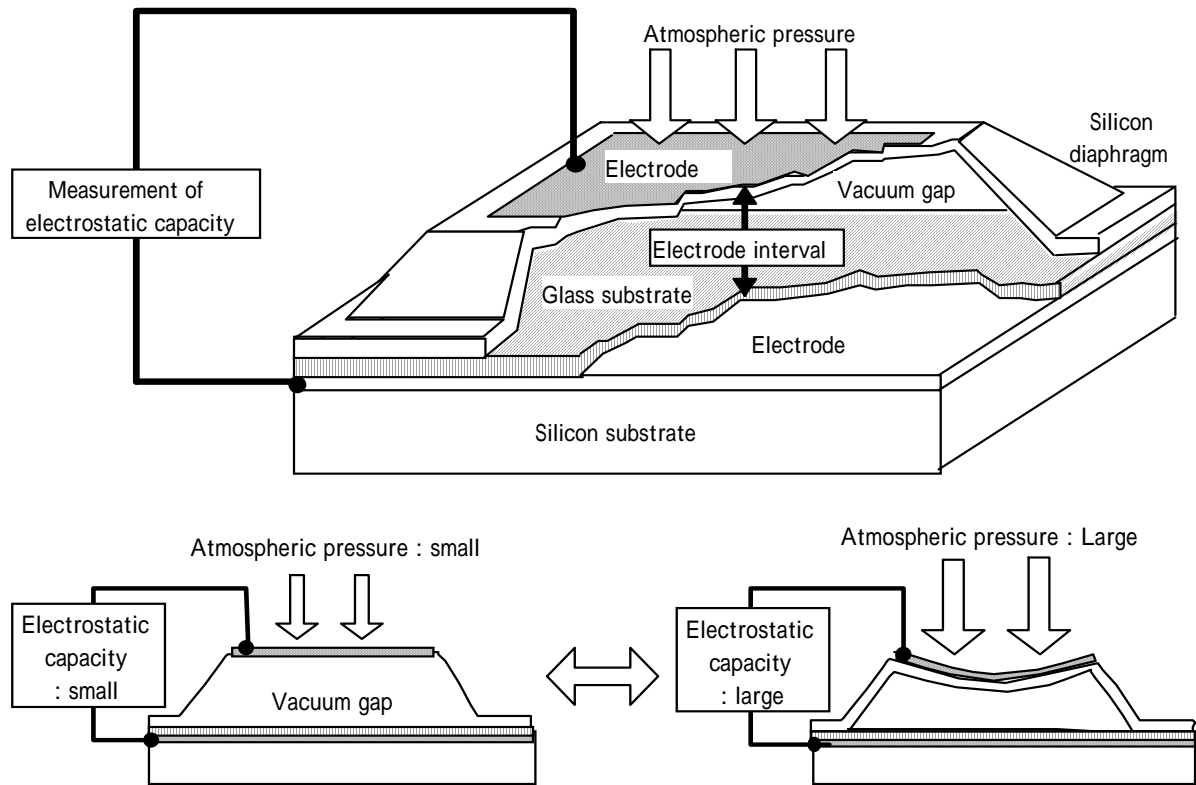 Atmospheric pressure
Silicon
diaphragm
Electrode
Measurement of
electrostatic capacity
Vacuum gap
Electrode interval
Glass substrate
Electrode
Silicon substrate
Atmospheric pressure : small
Electrostatic
capacity
: small
Vacuum gap
Atmospheric pressure : Large
Electrostatic
capacity
: large